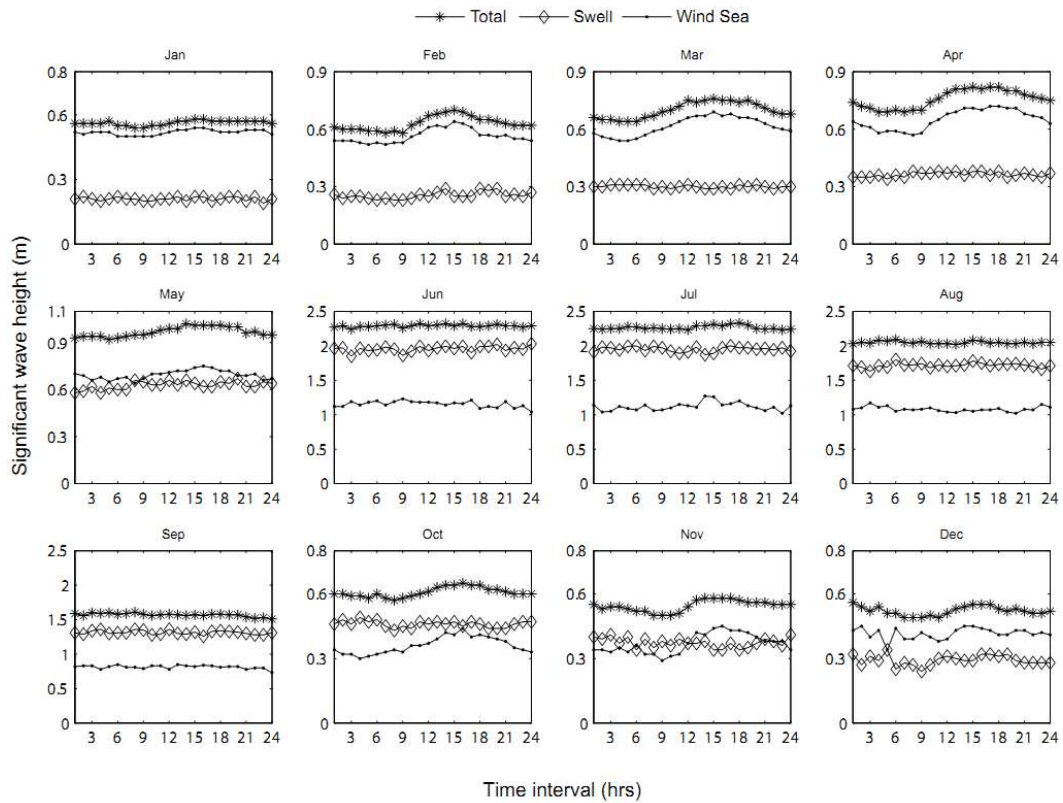 Total Swell Wind Sea
Jan Feb Mar Apr
0.8 0.9 0.9 0.9
0.6 0.6 0.6 0.6
0.3 0.3 0.3 0.3
0 0 0 0
3 6 9 12 15 18 21 24 3 6 9 12 15 18 21 24 3 6 9 12 15 18 21 24 3 6 9 12 15 18 21 24
Significant wave height (m)
May Jun Jul Aug
1.1 2.5 2.5 2.5
0.9 2 2 2
1.5 1.5 1.5
0.6 1 1 1
0.3 0.5 0.5 0.5
0 0 0 0
3 6 9 12 15 18 21 24 3 6 9 12 15 18 21 24 3 6 9 12 15 18 21 24 3 6 9 12 15 18 21 24
Sep Oct Nov Dec
2.5 0.8 0.8 0.8
2 0.6 0.6 0.6
1.5
1 0.3 0.3 0.3
0.5
0 0 0 0
3 6 9 12 15 18 21 24 3 6 9 12 15 18 21 24 3 6 9 12 15 18 21 24 3 6 9 12 15 18 21 24
Time interval (hrs)